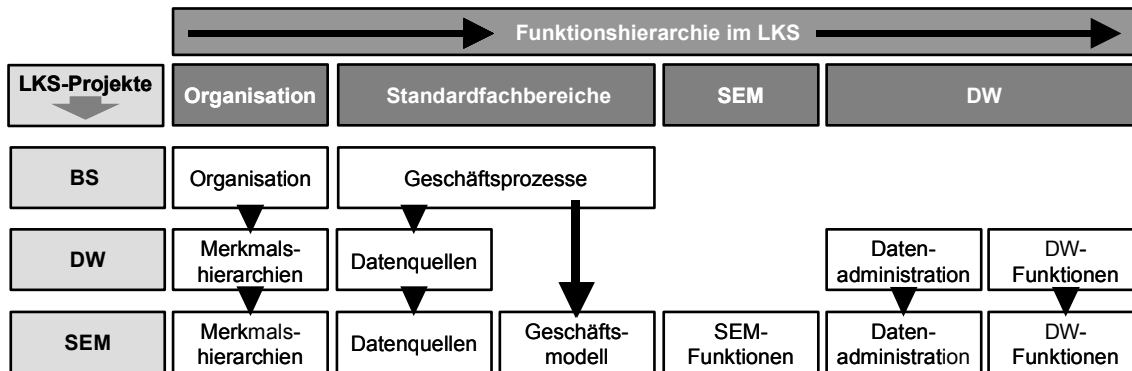 Funktionshierarchie im LKS
LKS-Projekte
Organisation
Standardfachbereiche
SEM
DW
BS
Organisation
Geschäftsprozesse
DW
Merkmals-
hierarchien
Datenquellen
Daten-
administration
DW-
Funktionen
SEM
Merkmals-
hierarchien
Datenquellen
Geschäfts-
modell
SEM-
Funktionen
Daten-
administration
DW-
Funktionen